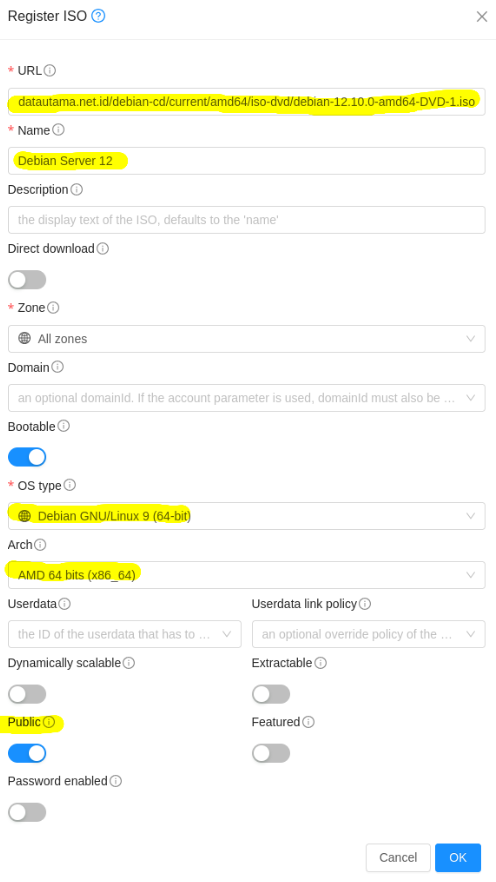 Register ISO
* URL
datautama.net.id/debian-cd/current/amd64/iso-dvd/debian-12.10.0-amd64-DVD-1.iso
* Name
Debian Server 12
Description
the display text of the ISO, defaults to the 'name'
Direct download
* Zone
All zones
Domain
an optional domainId. If the account parameter is used, domainId must also be ...
Bootable
* OS type
Debian GNU/Linux 9 (64-bit)
Arch
AMD 64 bits (x86_64)
Userdata Userdata link policy
the ID of the userdata that has to ... an optional override policy of the ...
Dynamically scalable Extractable
Public Featured
Password enabled
Cancel OK